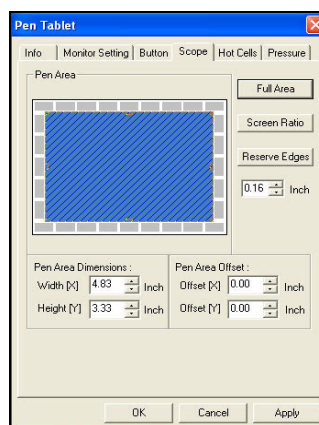 Pen Tablet
Info Monitor Setting Button Scope Hot Cells Pressure
Pen Area
Full Area
Screen Ratio
Reserve Edges
0.16 Inch
Pen Area Dimensions :
Width [X] 4.83 Inch
Height [Y] 3.33 Inch
Pen Area Offset :
Offset [X] 0.00 Inch
Offset [Y] 0.00 Inch
OK Cancel Apply